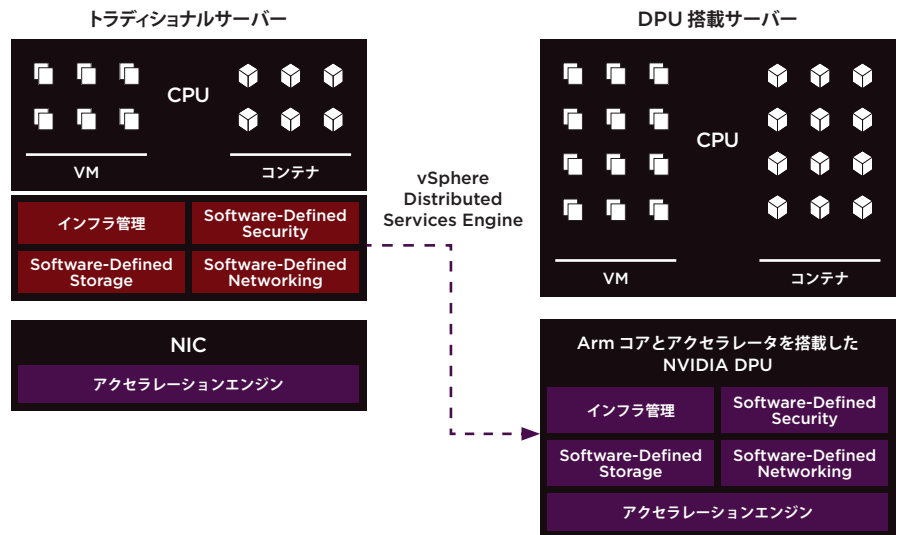 トラディショナルサーバー
CPU
VM
コンテナ
インフラ管理
Software-Defined
Security
Software-Defined
Storage
Software-Defined
Networking
NIC
アクセラレーションエンジン
vSphere
Distributed
Services Engine
DPU 搭載サーバー
CPU
VM
コンテナ
Arm コアとアクセラレータを搭載した
NVIDIA DPU
インフラ管理
Software-Defined
Security
Software-Defined
Storage
Software-Defined
Networking
アクセラレーションエンジン